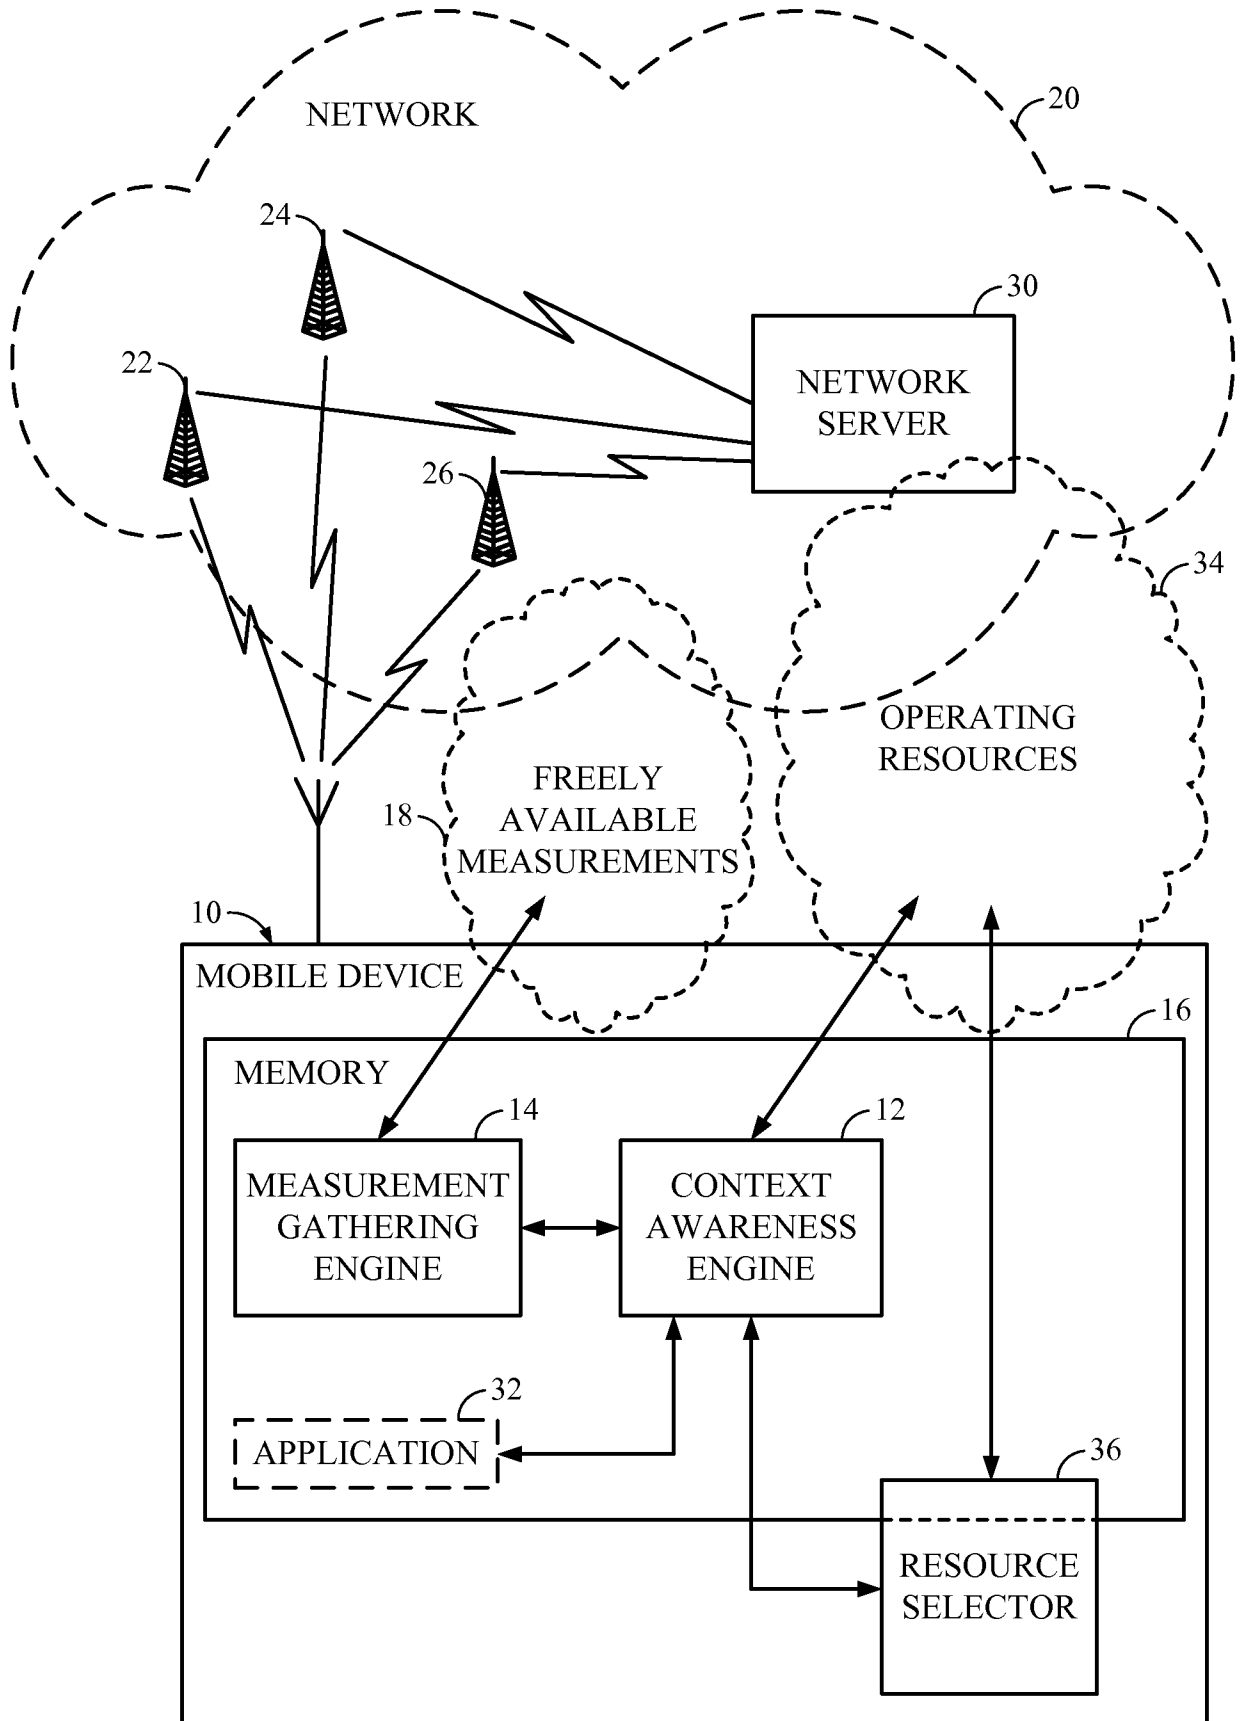 NETWORK
20
24
30
NETWORK
SERVER
22
26
34
OPERATING
RESOURCES
FREELY
AVAILABLE
MEASUREMENTS
18
10
MOBILE DEVICE
16
MEMORY
14
12
MEASUREMENT
GATHERING
ENGINE
CONTEXT
AWARENESS
ENGINE
32
APPLICATION
36
RESOURCE
SELECTOR